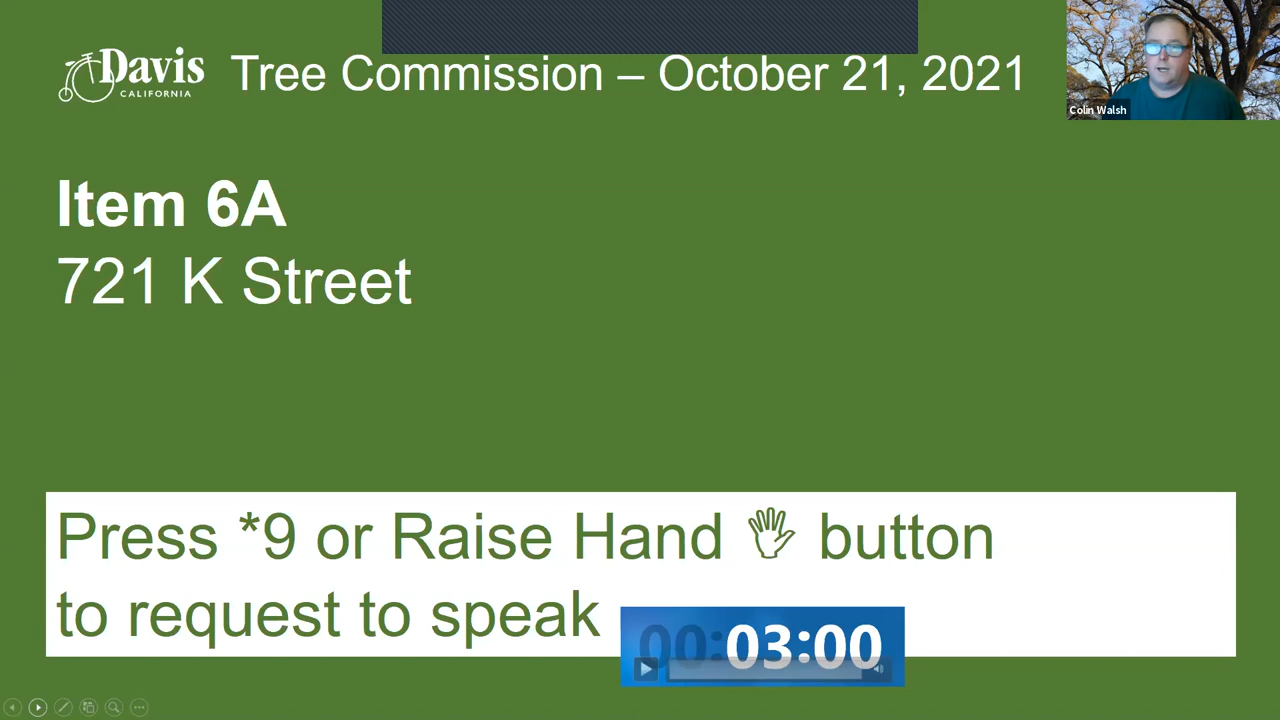 Davis
CALIFORNIA
Tree Commission – October 21, 2021
Colin Walsh
Item 6A
721 K Street
Press *9 or Raise Hand button
to request to speak
00:03:00